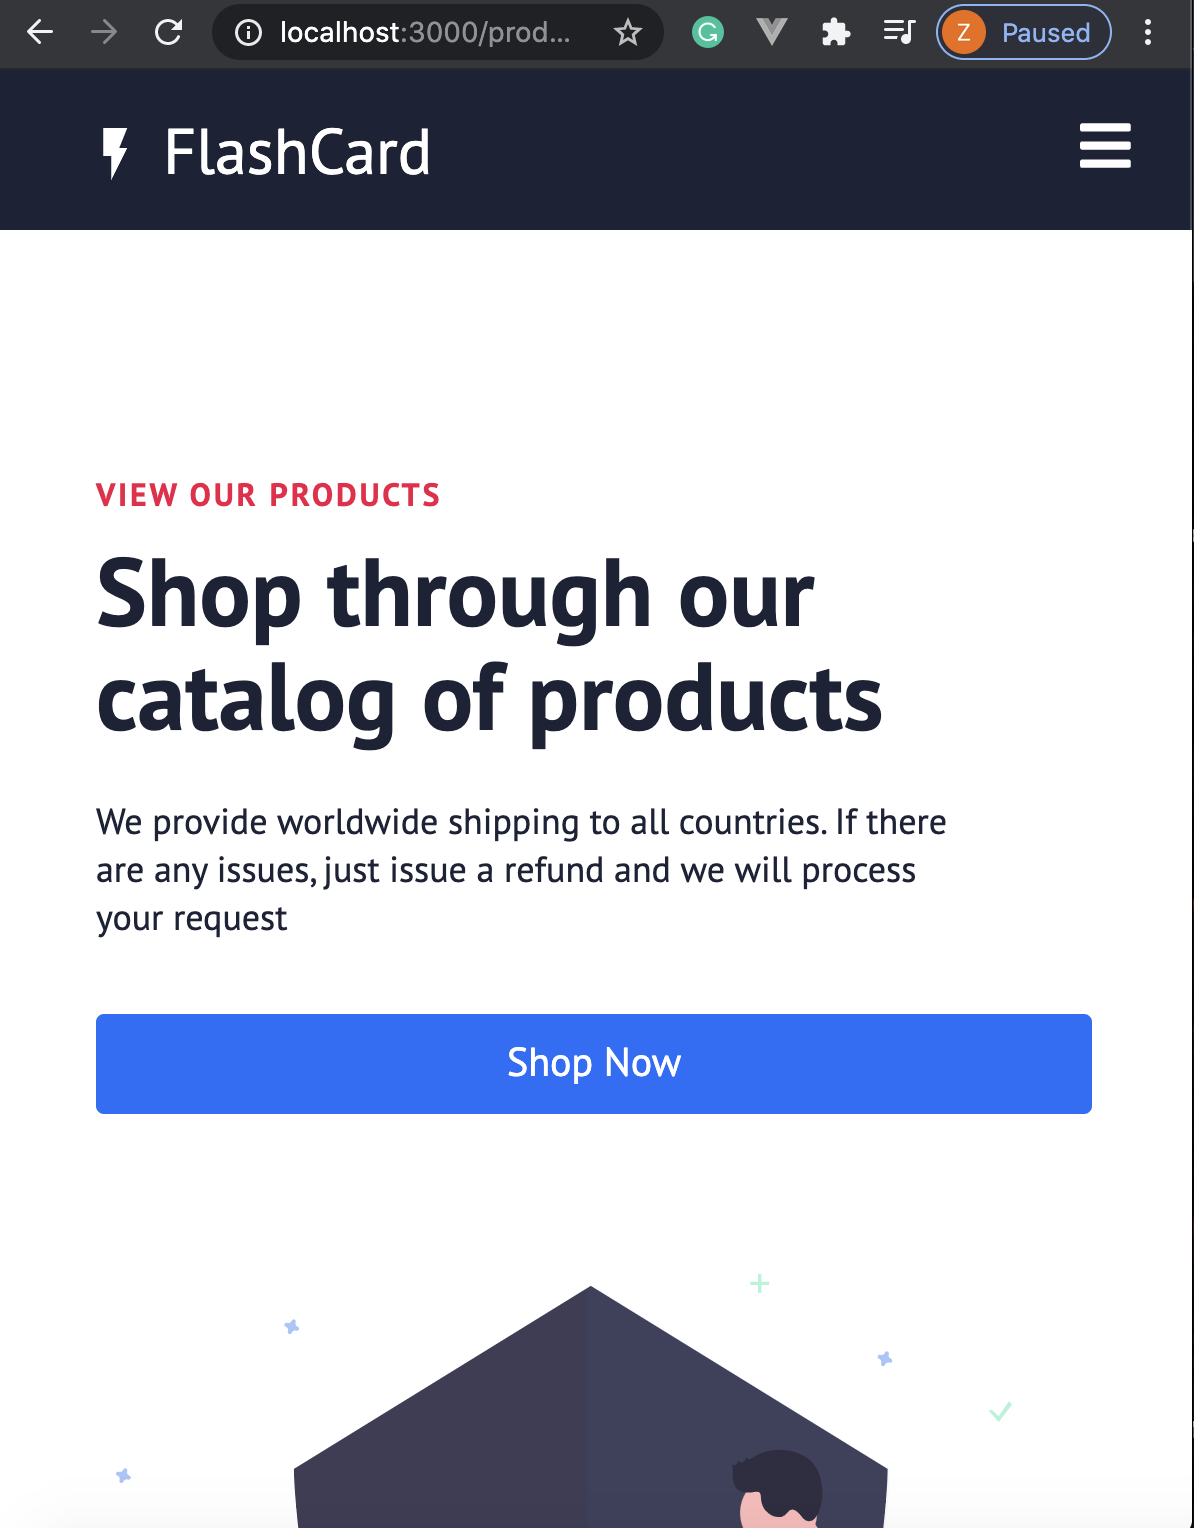 localhost:3000/prod...
G
Z
Paused
FlashCard
VIEW OUR PRODUCTS
Shop through our
catalog of products
We provide worldwide shipping to all countries. If there
are any issues, just issue a refund and we will process
your request
Shop Now